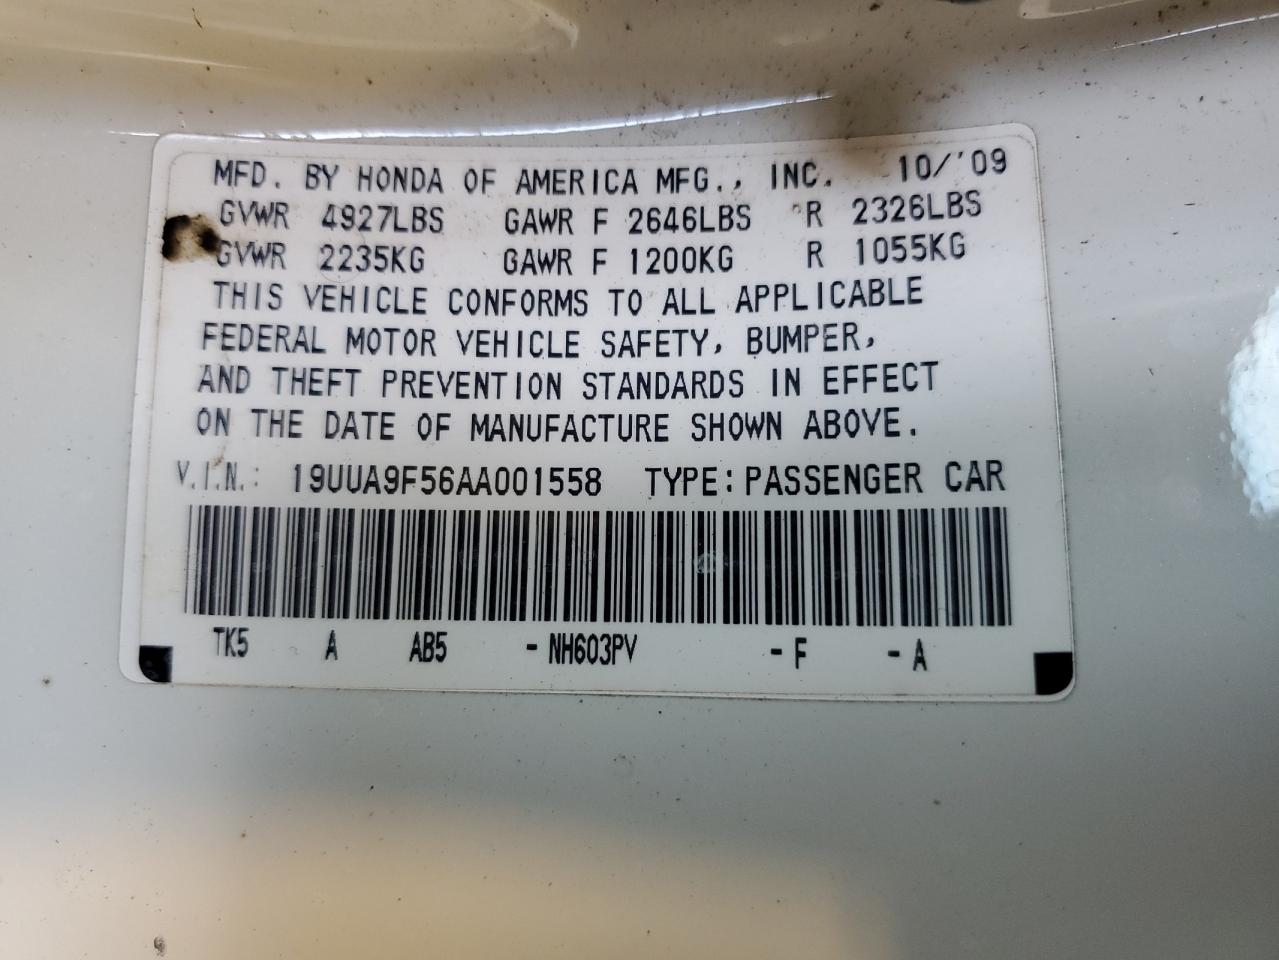 MFD. BY HONDA OF AMERICA MFG., INC. 10/'09
GVWR 4927LBS GAWR F 2646LBS R 2326LBS
GVWR 2235KG GAWR F 1200KG R 1055KG
THIS VEHICLE CONFORMS TO ALL APPLICABLE
FEDERAL MOTOR VEHICLE SAFETY, BUMPER,
AND THEFT PREVENTION STANDARDS IN EFFECT
ON THE DATE OF MANUFACTURE SHOWN ABOVE.
V.I.N.: 19UUA9F56AA001558 TYPE: PASSENGER CAR
TK5 A AB5 - NH603PV - F - A